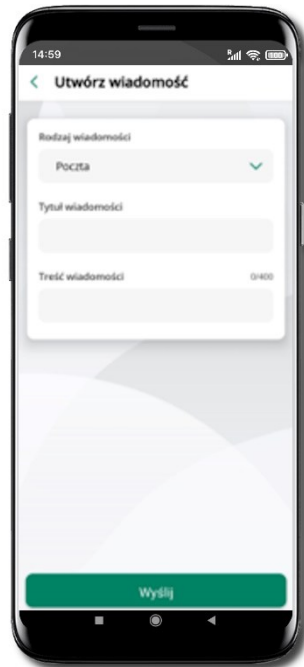 14:59
Utwórz wiadomość
Rodzaj wiadomości
Poczta
Tytuł wiadomości
Treść wiadomości 0/400
Wyślij